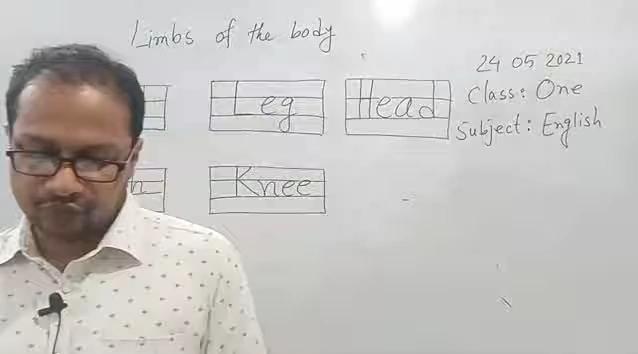 Limbs of the body
24 05 2021
Class: One
Subject: English
Leg Head
Knee